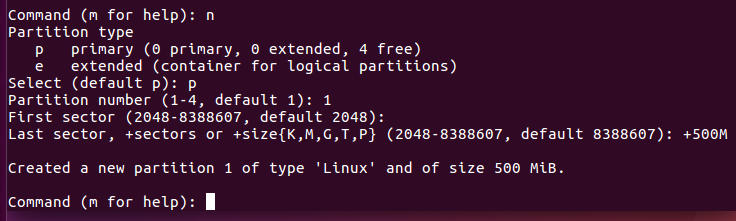 Command (m for help): n
Partition type
   p   primary (0 primary, 0 extended, 4 free)
   e   extended (container for logical partitions)
Select (default p): p
Partition number (1-4, default 1): 1
First sector (2048-8388607, default 2048):
Last sector, +sectors or +size{K,M,G,T,P} (2048-8388607, default 8388607): +500M
Created a new partition 1 of type 'Linux' and of size 500 MiB.
Command (m for help):